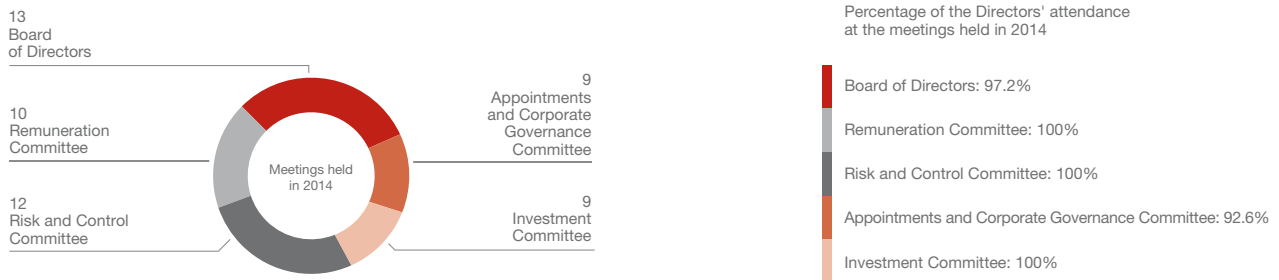 13
Board
of Directors
10
Remuneration
Committee
12
Risk and Control
Committee
Meetings held
in 2014
9
Appointments
and Corporate
Governance
Committee
9
Investment
Committee
Percentage of the Directors' attendance
at the meetings held in 2014
Board of Directors: 97.2%
Remuneration Committee: 100%
Risk and Control Committee: 100%
Appointments and Corporate Governance Committee: 92.6%
Investment Committee: 100%